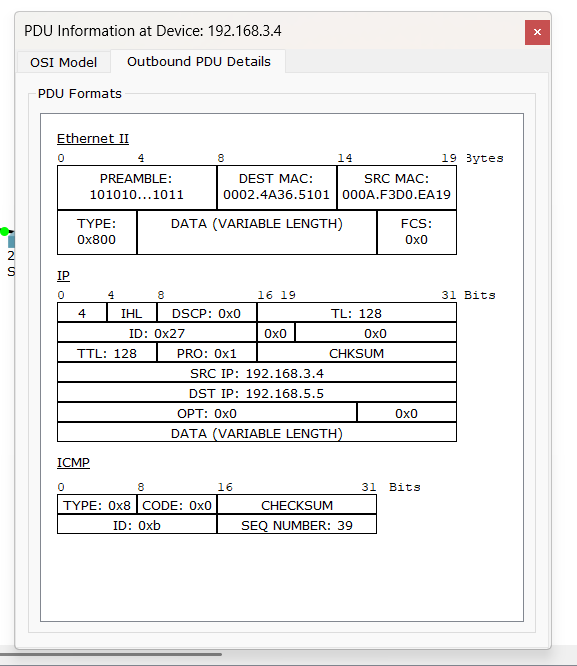 PDU Information at Device: 192.168.3.4
×
OSI Model
Outbound PDU Details
PDU Formats
Ethernet II
0 4 8 14 19 Bytes
PREAMBLE: DEST MAC: SRC MAC:
101010...1011 0002.4A36.5101 000A.F3D0.EA19
TYPE: DATA (VARIABLE LENGTH) FCS:
0x800 0x0
IP
0 4 8 16 19 31 Bits
4 IHL DSCP: 0x0 TL: 128
ID: 0x27 0x0 0x0
TTL: 128 PRO: 0x1 CHKSUM
SRC IP: 192.168.3.4
DST IP: 192.168.5.5
OPT: 0x0 0x0
DATA (VARIABLE LENGTH)
ICMP
0 8 16 31 Bits
TYPE: 0x8 CODE: 0x0 CHECKSUM
ID: 0xb SEQ NUMBER: 39
2
S